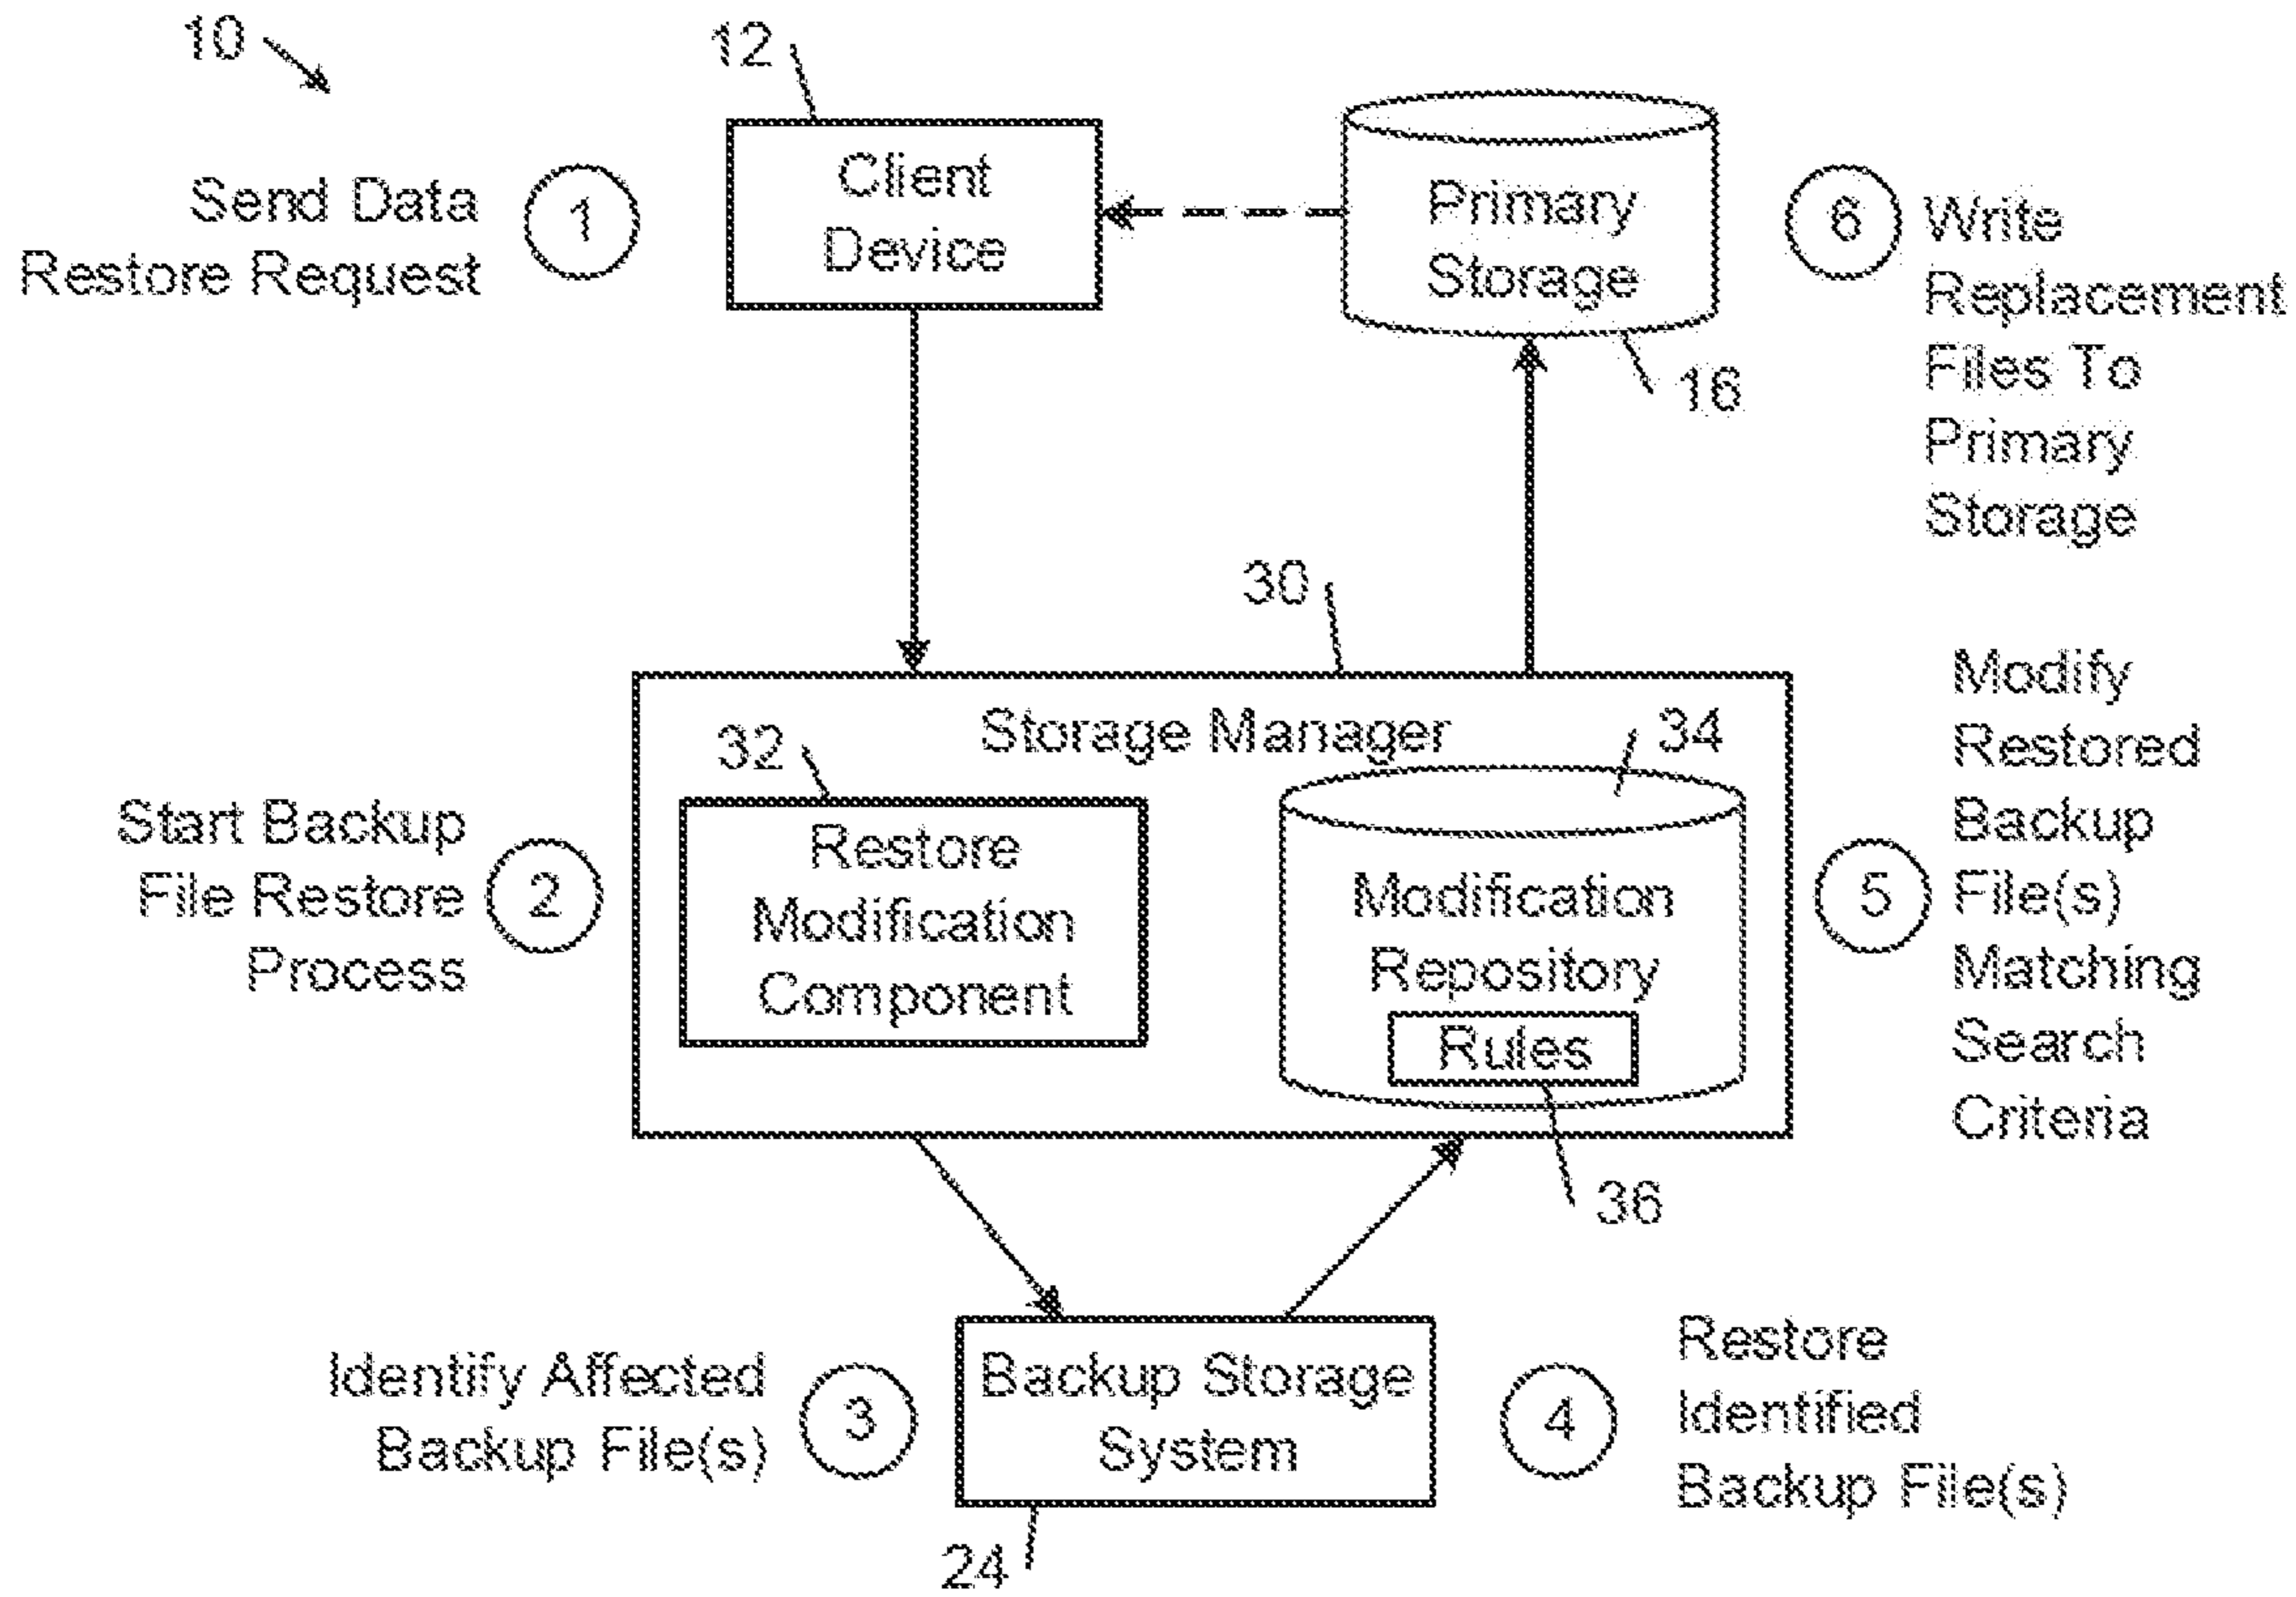 10
12
Send Data
Restore Request
1
Client
Device
Primary
Storage
16
6
Write
Replacement
Files To
Primary
Storage
30
Storage Manager
32
34
Start Backup
File Restore
Process
2
Restore
Modification
Component
Modification
Repository
Rules
36
5
Modify
Restored
Backup
File(s)
Matching
Search
Criteria
Identify Affected
Backup File(s)
3
Backup Storage
System
24
4
Restore
Identified
Backup File(s)